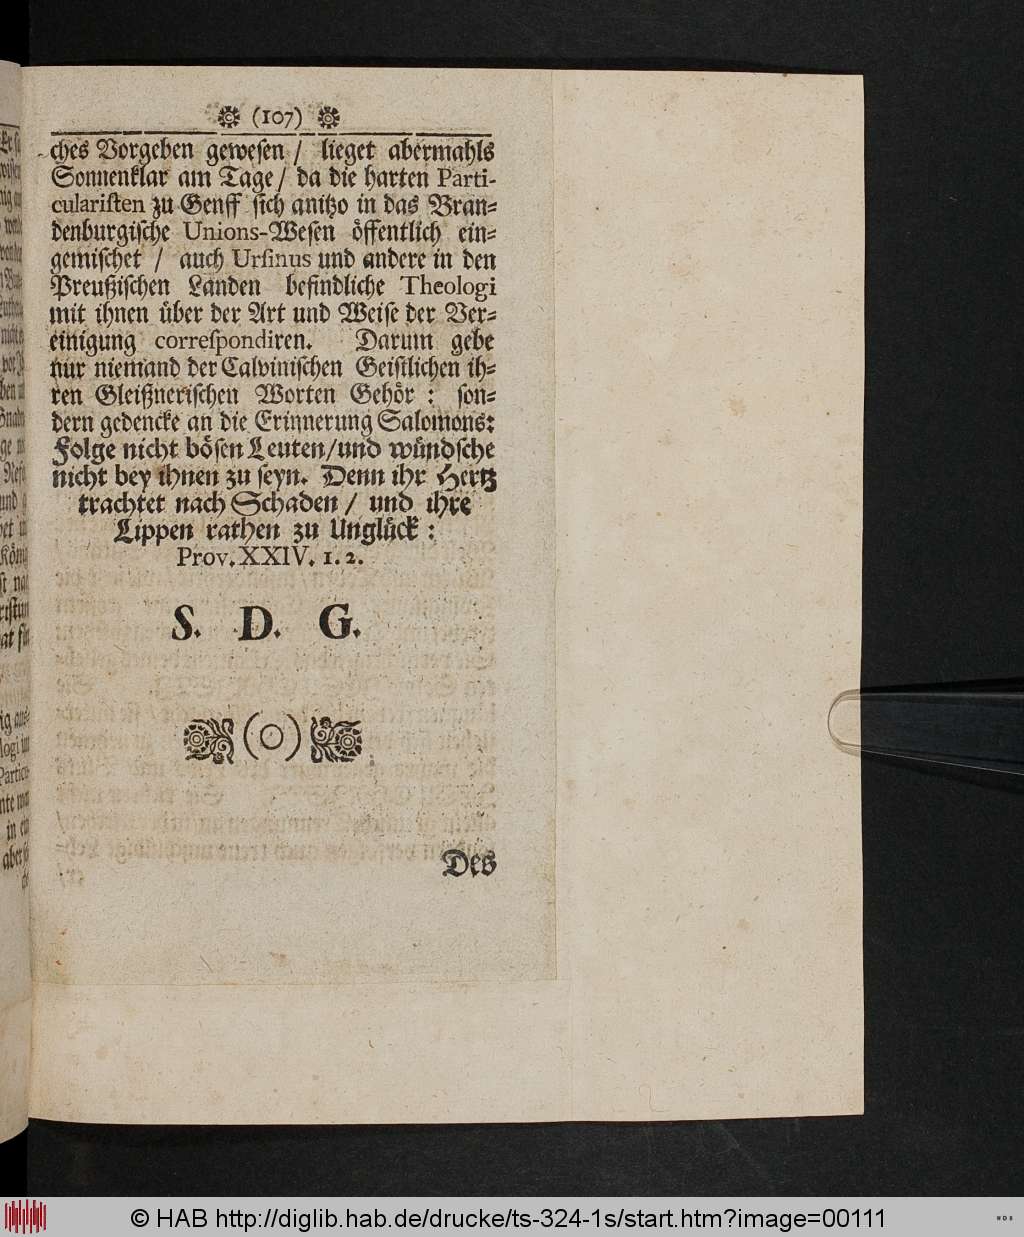 (107)
ches Vorgeben gewesen / lieget abermahls
Sonnenklar am Tage / da die harten Parti-
cularisten zu Genff sich anitzo in das Bran-
denburgische Unions-Wesen öffentlich ein-
gemischet / auch Ursinus und andere in den
Preußischen Landen befindliche Theologi
mit ihnen über der Art und Weise der Ver-
einigung correspondiren. Darum gebe
nur niemand der Calvinischen Geistlichen ih-
ren Gleißnerischen Worten Gehör : son-
dern gedencke an die Erinnerung Salomons:
Folge nicht bösen Leuten / und wündsche
nicht bey ihnen zu seyn. Denn ihr Hertz
trachtet nach Schaden / und ihre
Lippen rathen zu Unglück :
Prov. XXIV. 1. 2.
S. D. G.
(O)
Des
© HAB http://diglib.hab.de/drucke/ts-324-1s/start.htm?image=00111